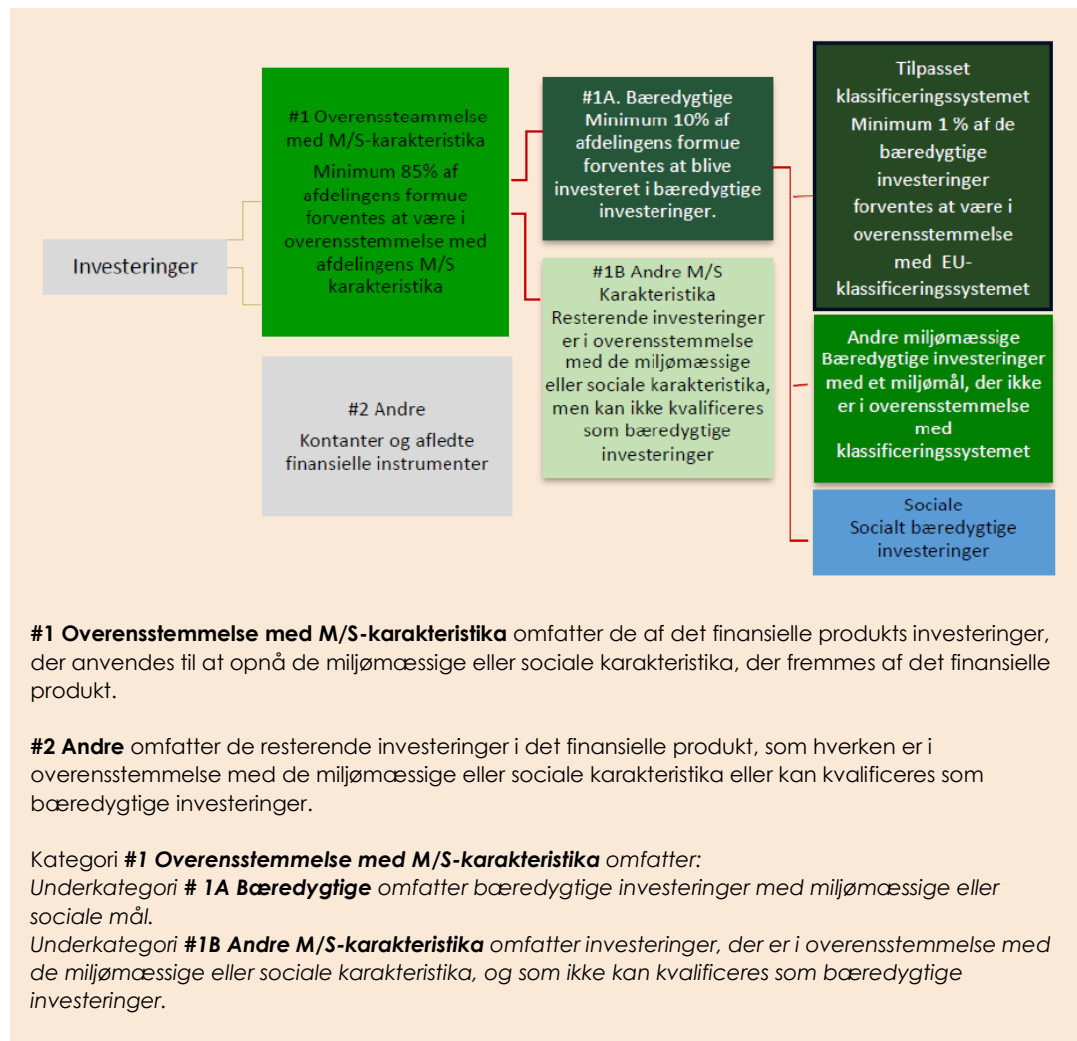 Investeringer
#1 Overenssteammelse
med M/S-karakteristika
Minimum 85% af
afdelingens formue
forventes at være i
overensstemmelse med
afdelingens M/S
karakteristika
#2 Andre
Kontanter og afledte
finansielle instrumenter
#1A. Bæredygtige
Minimum 10% af
afdelingens formue
forventes at blive
investeret i bæredygtige
investeringer.
#1B Andre M/S
Karakteristika
Resterende investeringer
er i overensstemmelse
med de miljømæssige
eller sociale karakteristika,
men kan ikke kvalificeres
som bæredygtige
investeringer
Tilpasset
klassificeringssystemet
Minimum 1 % af de
bæredygtige
investeringer
forventes at være i
overensstemmelse
med EU-
klassificeringssystemet
Andre miljømæssige
Bæredygtige investeringer
med et miljømål, der ikke
er i overensstemmelse
med
klassificeringssystemet
Sociale
Socialt bæredygtige
investeringer
#1 Overensstemmelse med M/S-karakteristika omfatter de af det finansielle produkts investeringer,
der anvendes til at opnå de miljømæssige eller sociale karakteristika, der fremmes af det finansielle
produkt.
#2 Andre omfatter de resterende investeringer i det finansielle produkt, som hverken er i
overensstemmelse med de miljømæssige eller sociale karakteristika eller kan kvalificeres som
bæredygtige investeringer.
Kategori #1 Overensstemmelse med M/S-karakteristika omfatter:
Underkategori # 1A Bæredygtige omfatter bæredygtige investeringer med miljømæssige eller
sociale mål.
Underkategori #1B Andre M/S-karakteristika omfatter investeringer, der er i overensstemmelse med
de miljømæssige eller sociale karakteristika, og som ikke kan kvalificeres som bæredygtige
investeringer.